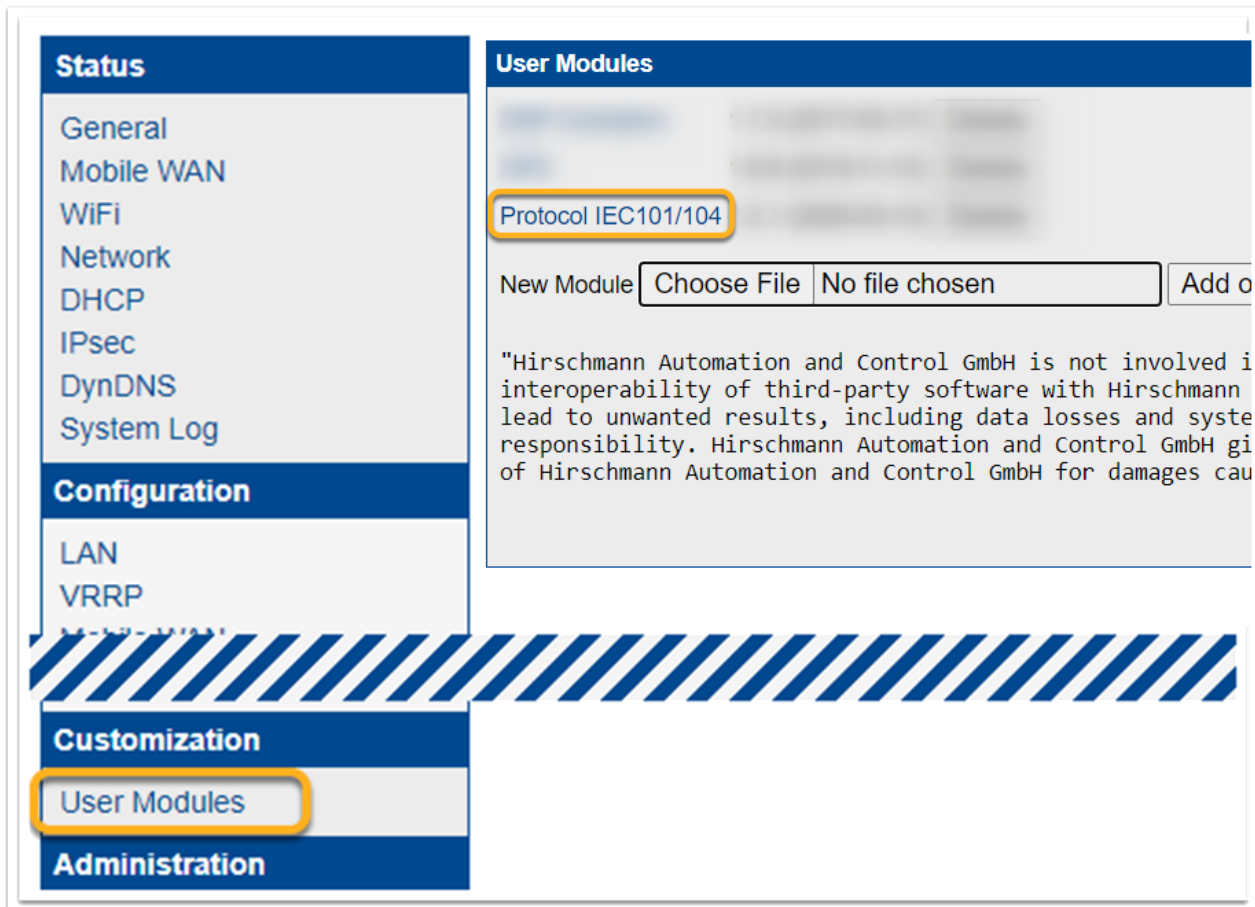 Status
General
Mobile WAN
WiFi
Network
DHCP
IPsec
DynDNS
System Log
Configuration
LAN
VRRP
Mobile WAN
Customization
User Modules
Administration
User Modules
Protocol IEC101/104
New Module Choose File No file chosen Add o
"Hirschmann Automation and Control GmbH is not involved i
interoperability of third-party software with Hirschmann
lead to unwanted results, including data losses and syste
responsibility. Hirschmann Automation and Control GmbH gi
of Hirschmann Automation and Control GmbH for damages cau